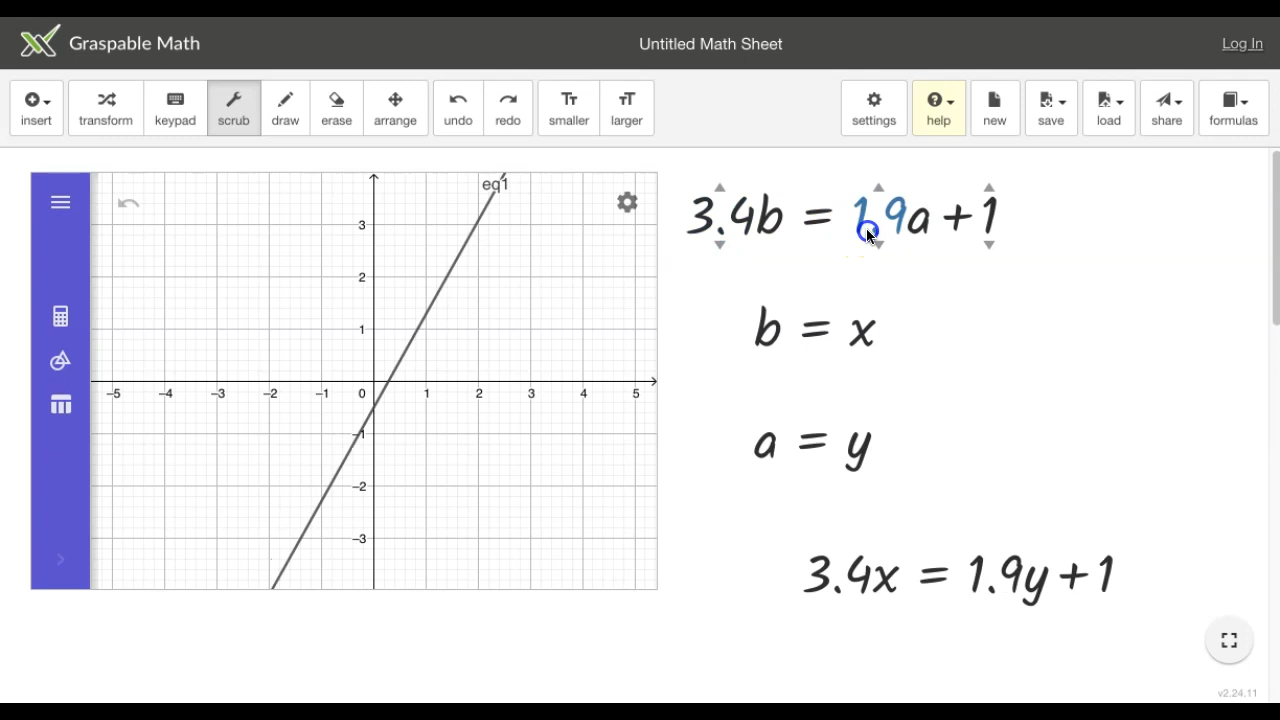 Graspable Math
Untitled Math Sheet
Log In
insert
transform
keypad
scrub
draw
erase
arrange
undo
redo
smaller
larger
settings
help
new
save
load
share
formulas
eq1
3
2
1
−5 −4 −3 −2 −1 0 1 2 3 4 5
−1
−2
−3
3.4b = 1.9a + 1
b = x
a = y
3.4x = 1.9y + 1
v2.24.11